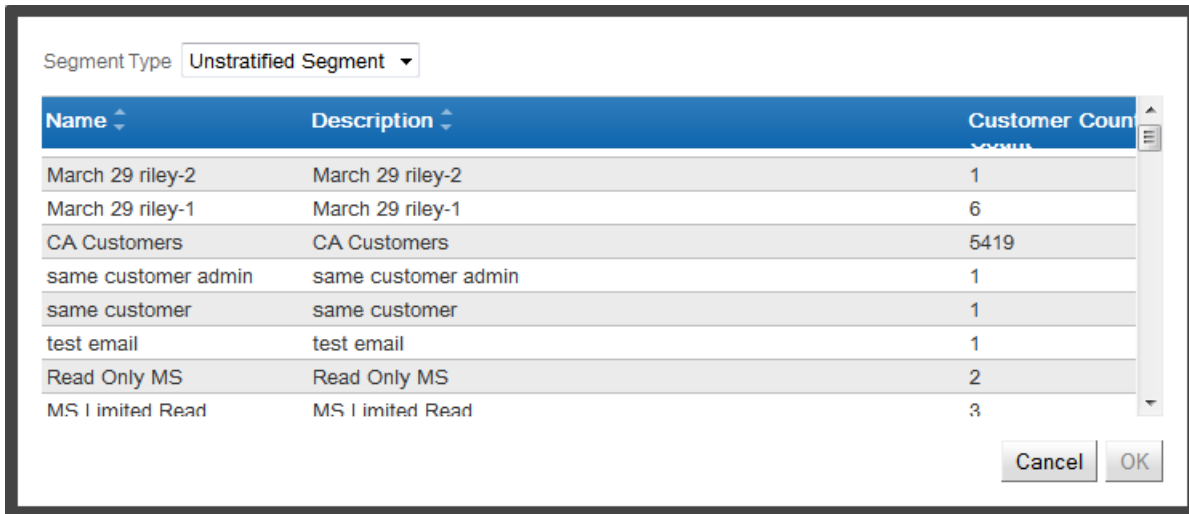 Segment Type Unstratified Segment
Name Description Customer Count
Count
March 29 riley-2 March 29 riley-2 1
March 29 riley-1 March 29 riley-1 6
CA Customers CA Customers 5419
same customer admin same customer admin 1
same customer same customer 1
test email test email 1
Read Only MS Read Only MS 2
MS Limited Read MS Limited Read 3
Cancel OK